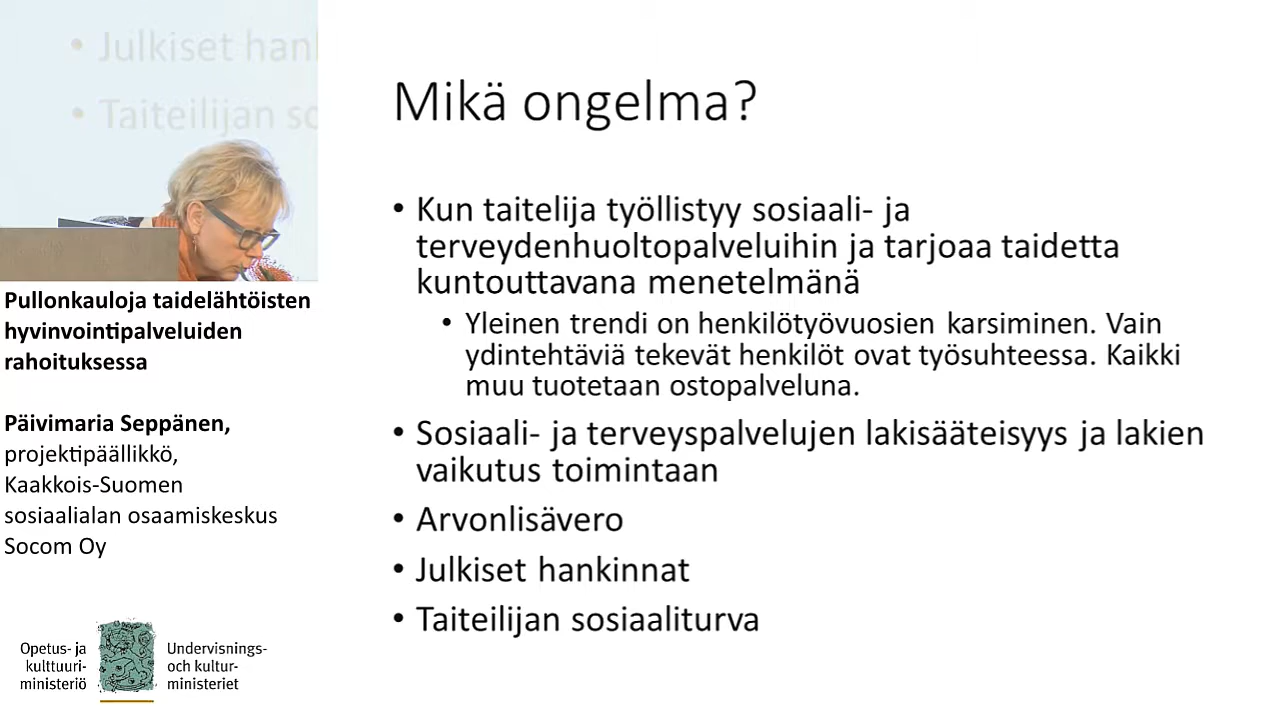 • Julkiset han
• Taiteilijan so
Pullonkauloja taidelähtöisten
hyvinvointipalveluiden
rahoituksessa
Päivimaria Seppänen,
projektipäällikkö,
Kaakkois-Suomen
sosiaalialan osaamiskeskus
Socom Oy
Opetus- ja
kulttuuri-
ministeriö
Undervisnings-
och kultur-
ministeriet
Mikä ongelma?
• Kun taitelija työllistyy sosiaali- ja
terveydenhuoltopalveluihin ja tarjoaa taidetta
kuntouttavana menetelmänä
• Yleinen trendi on henkilötyövuosien karsiminen. Vain
ydintehtäviä tekevät henkilöt ovat työsuhteessa. Kaikki
muu tuotetaan ostopalveluna.
• Sosiaali- ja terveyspalvelujen lakisääteisyys ja lakien
vaikutus toimintaan
• Arvonlisävero
• Julkiset hankinnat
• Taiteilijan sosiaaliturva